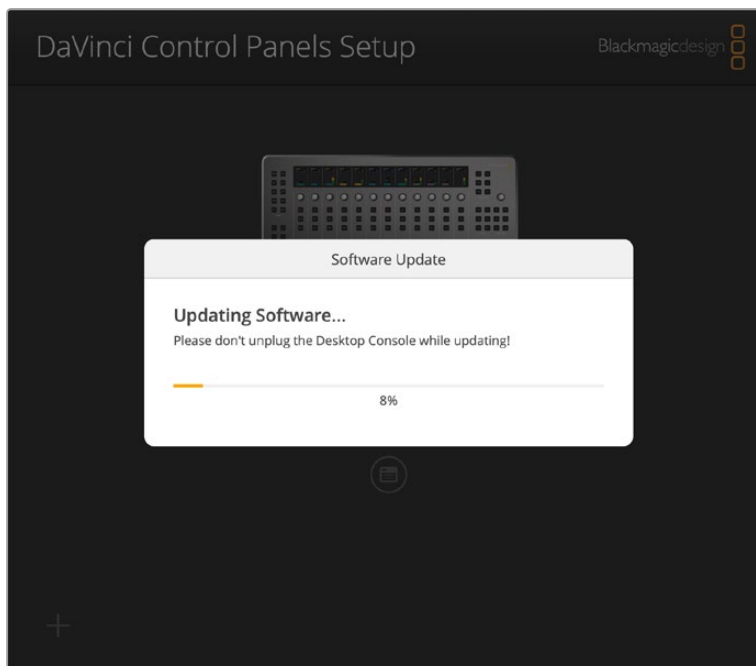 DaVinci Control Panels Setup
Blackmagicdesign
Software Update
Updating Software...
Please don't unplug the Desktop Console while updating!
8%